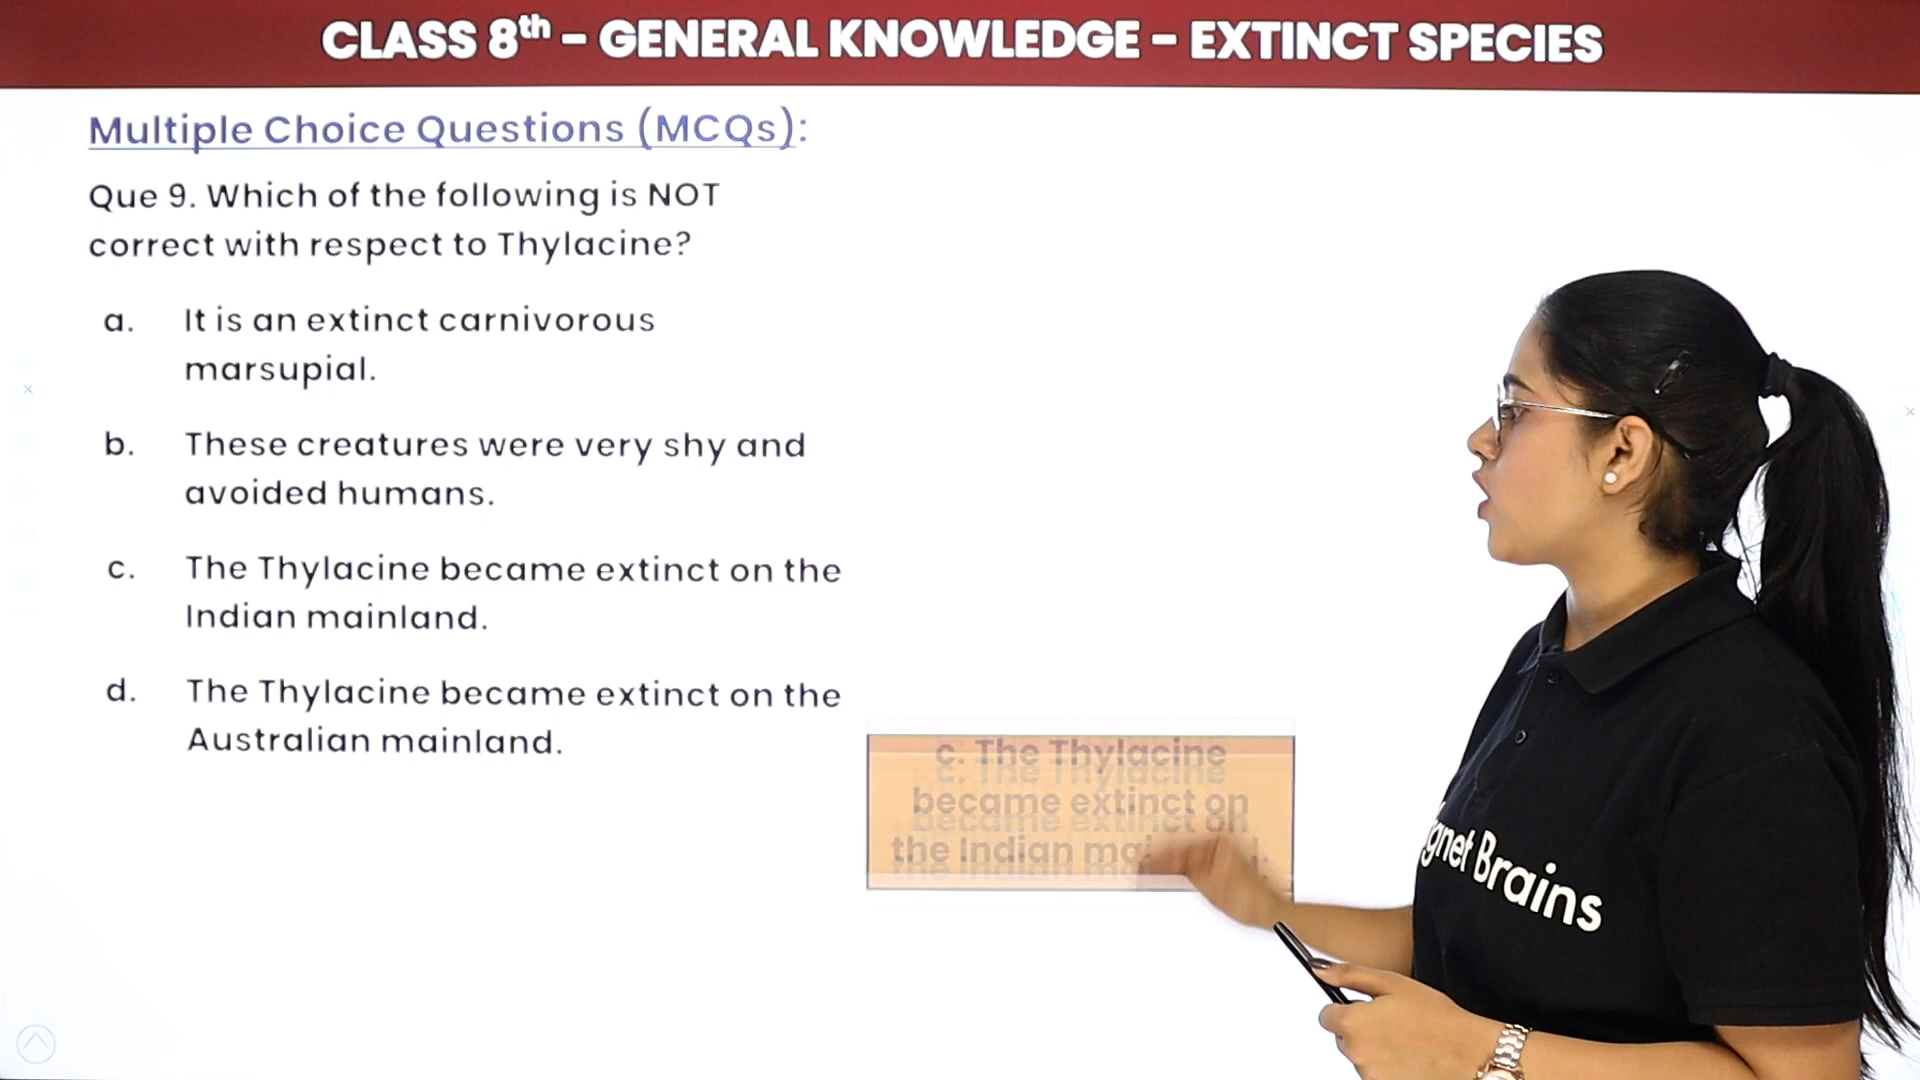 CLASS 8th - GENERAL KNOWLEDGE - EXTINCT SPECIES
Multiple Choice Questions (MCQs):
Que 9. Which of the following is NOT
correct with respect to Thylacine?
a. It is an extinct carnivorous
marsupial.
b. These creatures were very shy and
avoided humans.
c. The Thylacine became extinct on the
Indian mainland.
d. The Thylacine became extinct on the
Australian mainland.
c. The Thylacine
became extinct on
the Indian
gnet Brains